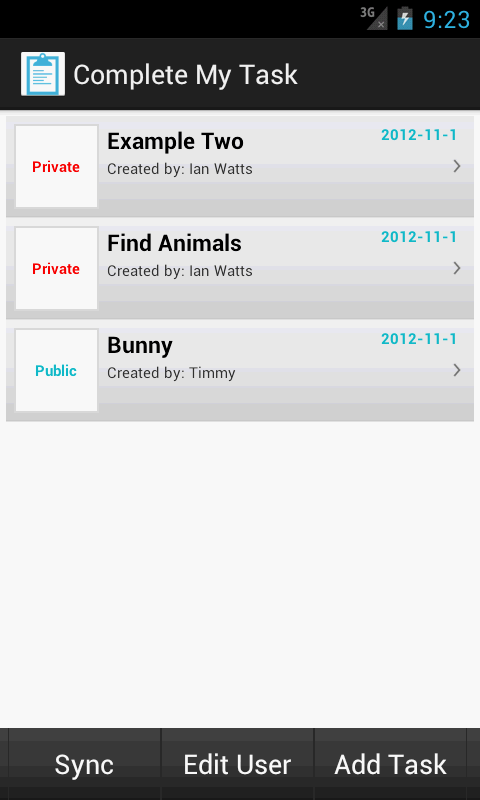 3G
9:23
Complete My Task
Private
Example Two
2012-11-1
Created by: Ian Watts
Private
Find Animals
2012-11-1
Created by: Ian Watts
Public
Bunny
2012-11-1
Created by: Timmy
Sync
Edit User
Add Task